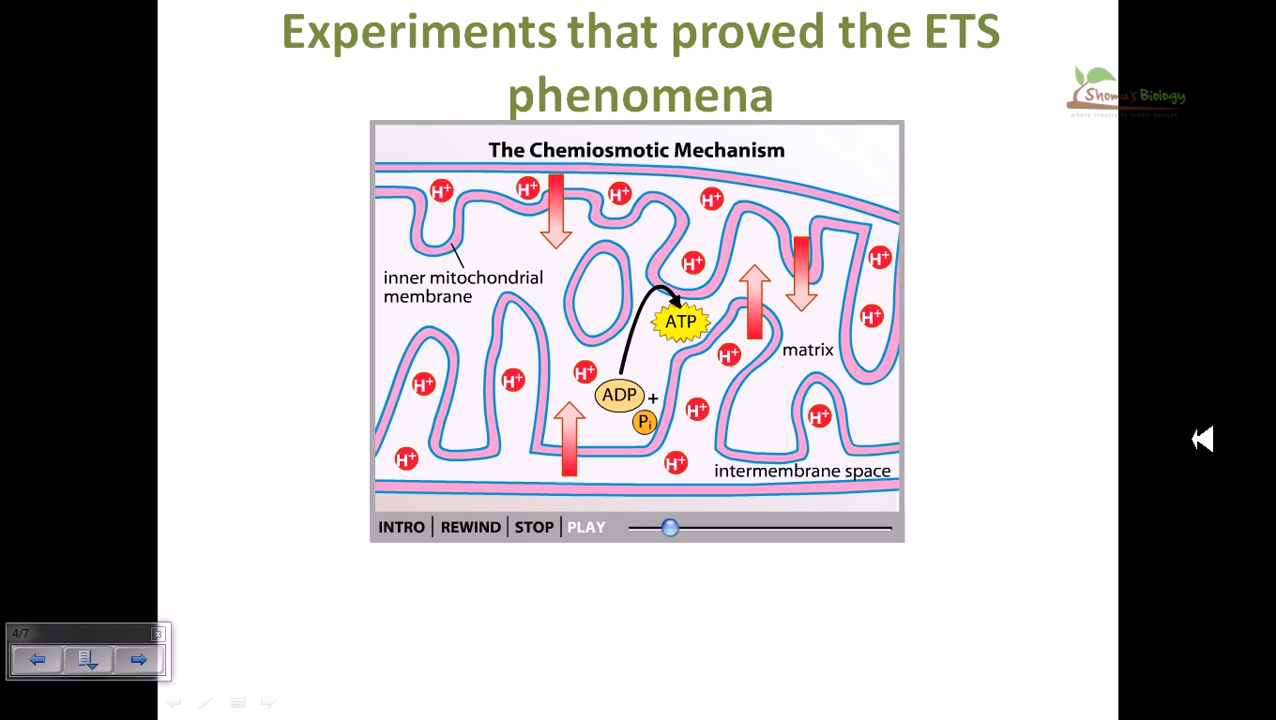 Experiments that proved the ETS
phenomena
Shomu's Biology
The Chemiosmotic Mechanism
H+ H+ H+ H+
inner mitochondrial
membrane
H+ H+
ATP
H+
matrix
H+
H+ H+ H+
ADP +
Pi
H+ H+
H+ H+
intermembrane space
INTRO | REWIND | STOP | PLAY
4/7